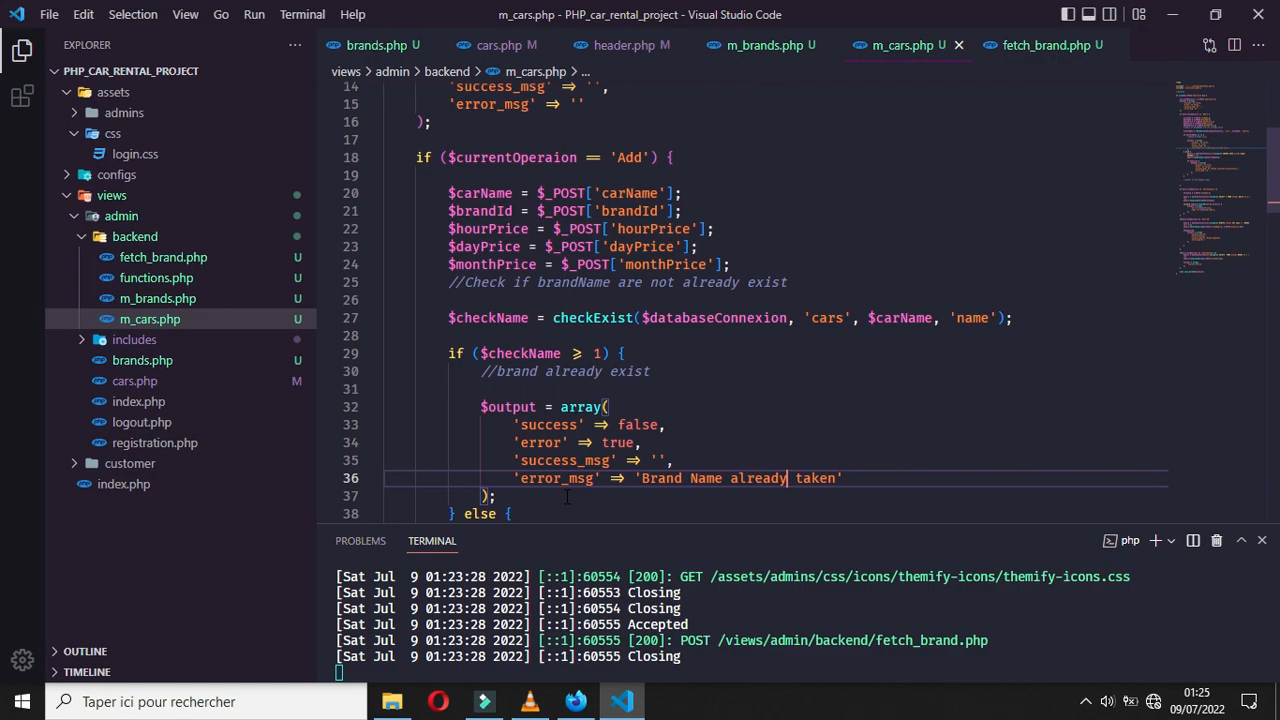 File Edit Selection View Go Run Terminal Help m_cars.php - PHP_car_rental_project - Visual Studio Code
EXPLORER ...
PHP_CAR_RENTAL_PROJECT
assets
admins
css
login.css
configs
views
admin
backend
fetch_brand.php U
functions.php U
m_brands.php U
m_cars.php U
includes
brands.php U
cars.php M
index.php
logout.php
registration.php
customer
index.php
OUTLINE
TIMELINE
brands.php U cars.php M header.php M m_brands.php U m_cars.php U fetch_brand.php U
views > admin > backend > m_cars.php > ...
14 'success_msg' => '',
15 'error_msg' => ''
16 );
17
18 if ($currentOperaion == 'Add') {
19
20 $carName = $_POST['carName'];
21 $brandId = $_POST['brandId'];
22 $hourPrice = $_POST['hourPrice'];
23 $dayPrice = $_POST['dayPrice'];
24 $monthPrice = $_POST['monthPrice'];
25 //Check if brandName are not already exist
26
27 $checkName = checkExist($databaseConnexion, 'cars', $carName, 'name');
28
29 if ($checkName >= 1) {
30 //brand already exist
31
32 $output = array(
33 'success' => false,
34 'error' => true,
35 'success_msg' => '',
36 'error_msg' => 'Brand Name already taken'
37 );
38 } else {
PROBLEMS TERMINAL php
[Sat Jul 9 01:23:28 2022] [::1]:60554 [200]: GET /assets/admins/css/icons/themify-icons/themify-icons.css
[Sat Jul 9 01:23:28 2022] [::1]:60553 Closing
[Sat Jul 9 01:23:28 2022] [::1]:60554 Closing
[Sat Jul 9 01:23:28 2022] [::1]:60555 Accepted
[Sat Jul 9 01:23:28 2022] [::1]:60555 [200]: POST /views/admin/backend/fetch_brand.php
[Sat Jul 9 01:23:28 2022] [::1]:60555 Closing
Taper ici pour rechercher
01:25
09/07/2022